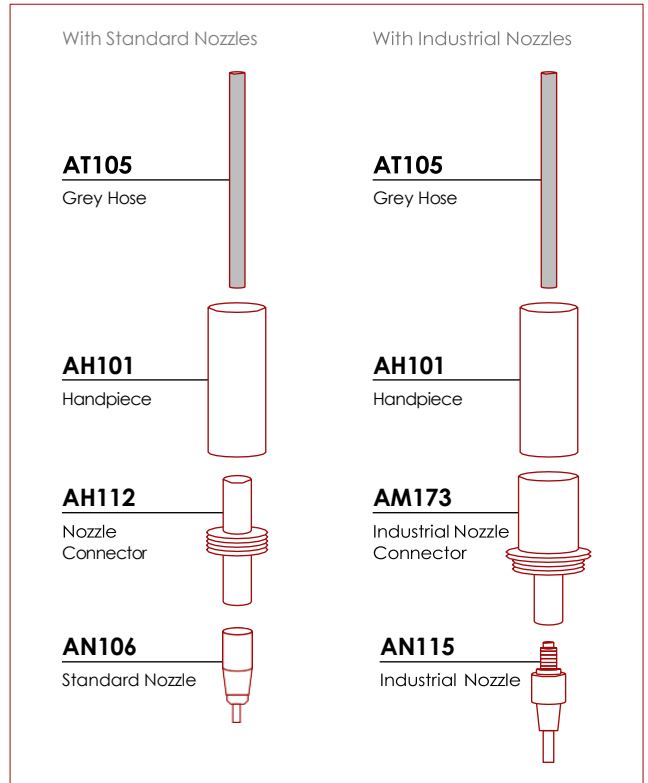 With Standard Nozzles
AT105
Grey Hose
AH101
Handpiece
AH112
Nozzle
Connector
AN106
Standard Nozzle
With Industrial Nozzles
AT105
Grey Hose
AH101
Handpiece
AM173
Industrial Nozzle
Connector
AN115
Industrial Nozzle